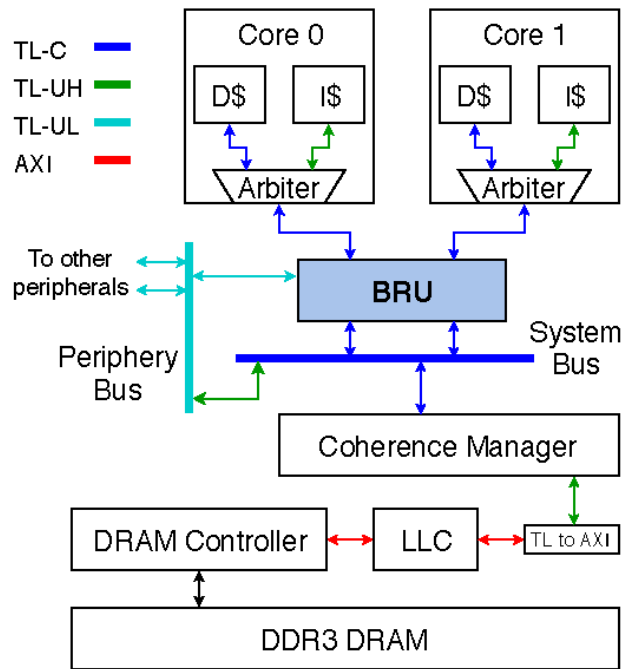 TL-C
TL-UH
TL-UL
AXI
Core 0
D$
I$
Arbiter
Core 1
D$
I$
Arbiter
To other
peripherals
BRU
Periphery
Bus
System
Bus
Coherence Manager
DRAM Controller
LLC
TL to AXI
DDR3 DRAM